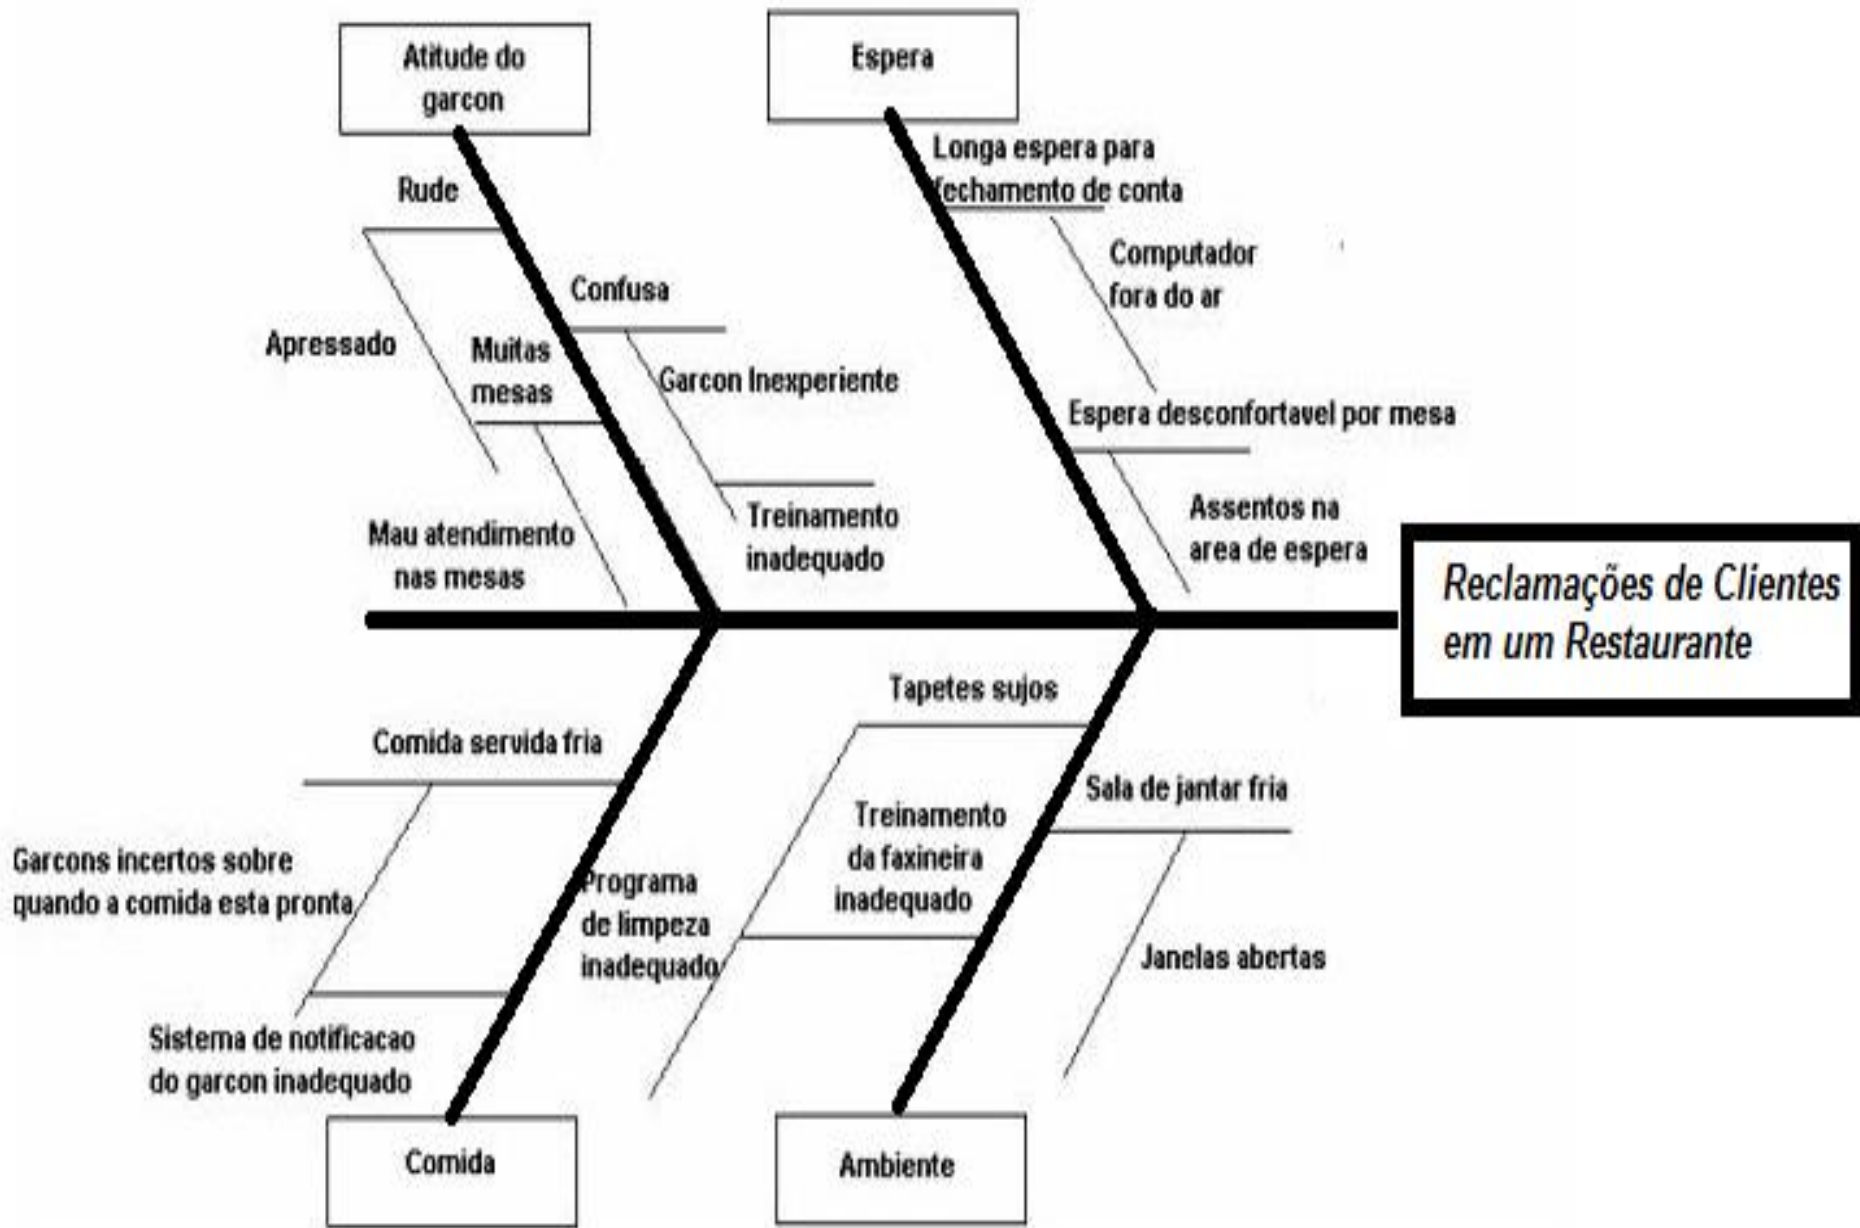 Atitude do
garcon
Espera
Longa espera para
fechamento de conta
Rude
Computador
fora do ar
Confusa
Apressado
Muitas
mesas
Garcon Inexperiente
Espera desconfortavel por mesa
Mau atendimento
nas mesas
Treinamento
inadequado
Assentos na
area de espera
Reclamações de Clientes
em um Restaurante
Tapetes sujos
Comida servida fria
Sala de jantar fria
Treinamento
da faxineira
inadequado
Garcons incertos sobre
quando a comida esta pronta
Programa
de limpeza
inadequado
Janelas abertas
Sistema de notificacao
do garcon inadequado
Comida
Ambiente